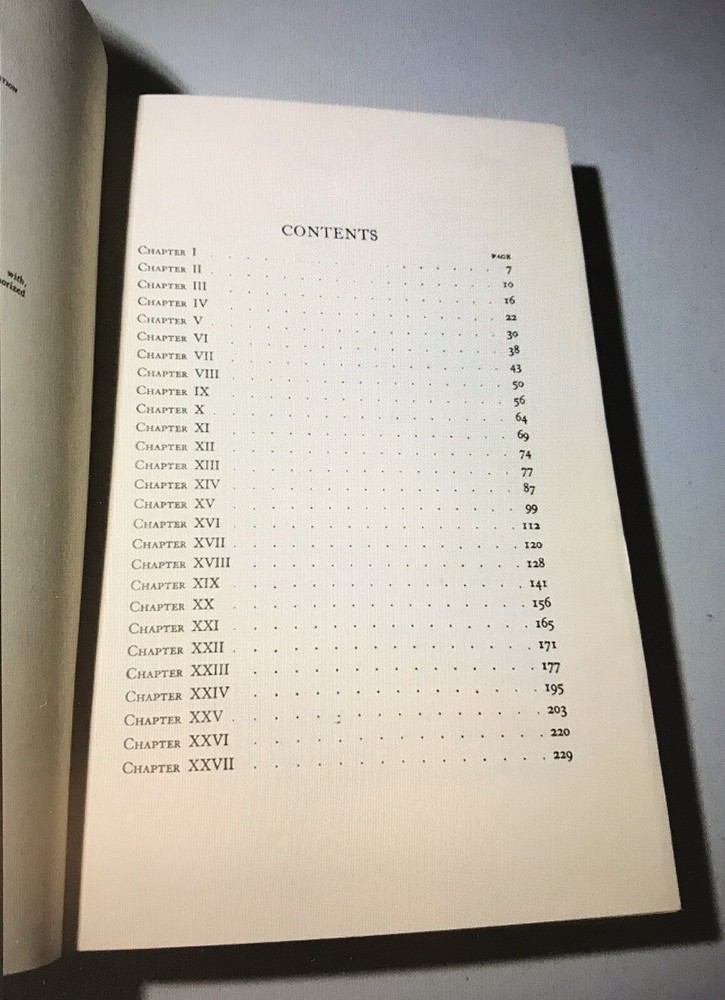 with,
orized
CONTENTS
PAGE
CHAPTER I . . . . . . . . . . . . 7
CHAPTER II . . . . . . . . . . . . 10
CHAPTER III . . . . . . . . . . . . 16
CHAPTER IV . . . . . . . . . . . . 22
CHAPTER V . . . . . . . . . . . . 30
CHAPTER VI . . . . . . . . . . . . 38
CHAPTER VII . . . . . . . . . . . . 43
CHAPTER VIII . . . . . . . . . . . . 50
CHAPTER IX . . . . . . . . . . . . 56
CHAPTER X . . . . . . . . . . . . 64
CHAPTER XI . . . . . . . . . . . . 69
CHAPTER XII . . . . . . . . . . . . 74
CHAPTER XIII . . . . . . . . . . . . 77
CHAPTER XIV . . . . . . . . . . . . 87
CHAPTER XV . . . . . . . . . . . . 99
CHAPTER XVI . . . . . . . . . . . . 112
CHAPTER XVII . . . . . . . . . . . . 120
CHAPTER XVIII . . . . . . . . . . . . 128
CHAPTER XIX . . . . . . . . . . . . 141
CHAPTER XX . . . . . . . . . . . . 156
CHAPTER XXI . . . . . . . . . . . . 165
CHAPTER XXII . . . . . . . . . . . . 171
CHAPTER XXIII . . . . . . . . . . . . 177
CHAPTER XXIV . . . . . . . . . . . . 195
CHAPTER XXV . . . . . . . . . . . . 203
CHAPTER XXVI . . . . . . . . . . . . 220
CHAPTER XXVII . . . . . . . . . . . . 229